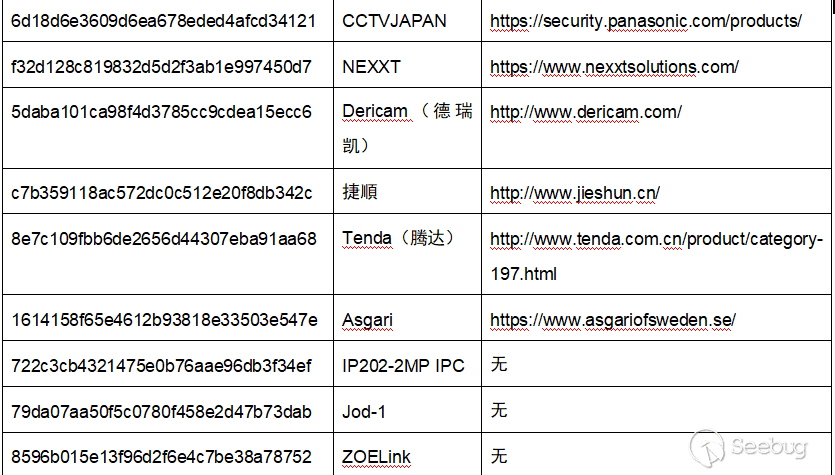 6d18d6e3609d6ea678eded4afcd34121 CCTVJAPAN https://security.panasonic.com/products/
f32d128c819832d5d2f3ab1e997450d7 NEXXT https://www.nexxtsolutions.com/
5daba101ca98f4d3785cc9cdea15ecc6 Dericam（德瑞 http://www.dericam.com/
凯）
c7b359118ac572dc0c512e20f8db342c 捷順 http://www.jieshun.cn/
8e7c109fbb6de2656d44307eba91aa68 Tenda（腾达） http://www.tenda.com.cn/product/category-
197.html
1614158f65e4612b93818e33503e547e Asgari https://www.asgariofsweden.se/
722c3cb4321475e0b76aae96db3f34ef IP202-2MP IPC 无
79da07aa50f5c0780f458e2d47b73dab Jod-1 无
8596b015e13f96d2f6e4c7be38a78752 ZOELink 无
Seebug